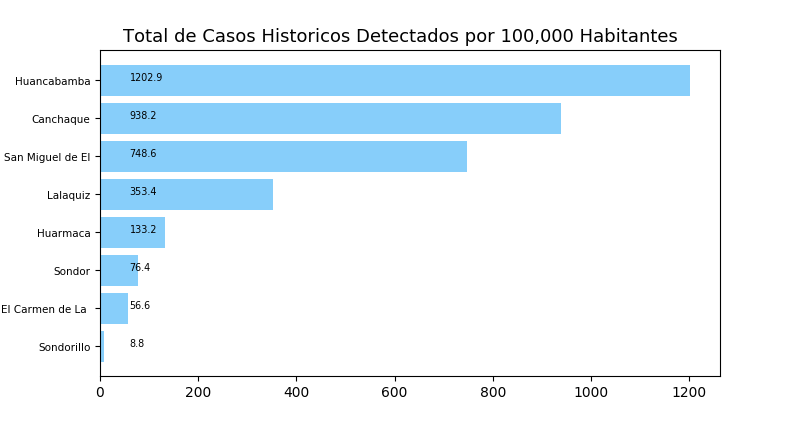 Total de Casos Historicos Detectados por 100,000 Habitantes
Huancabamba 1202.9
Canchaque 938.2
San Miguel de El 748.6
Lalaquiz 353.4
Huarmaca 133.2
Sondor 76.4
El Carmen de La 56.6
Sondorillo 8.8
0 200 400 600 800 1000 1200